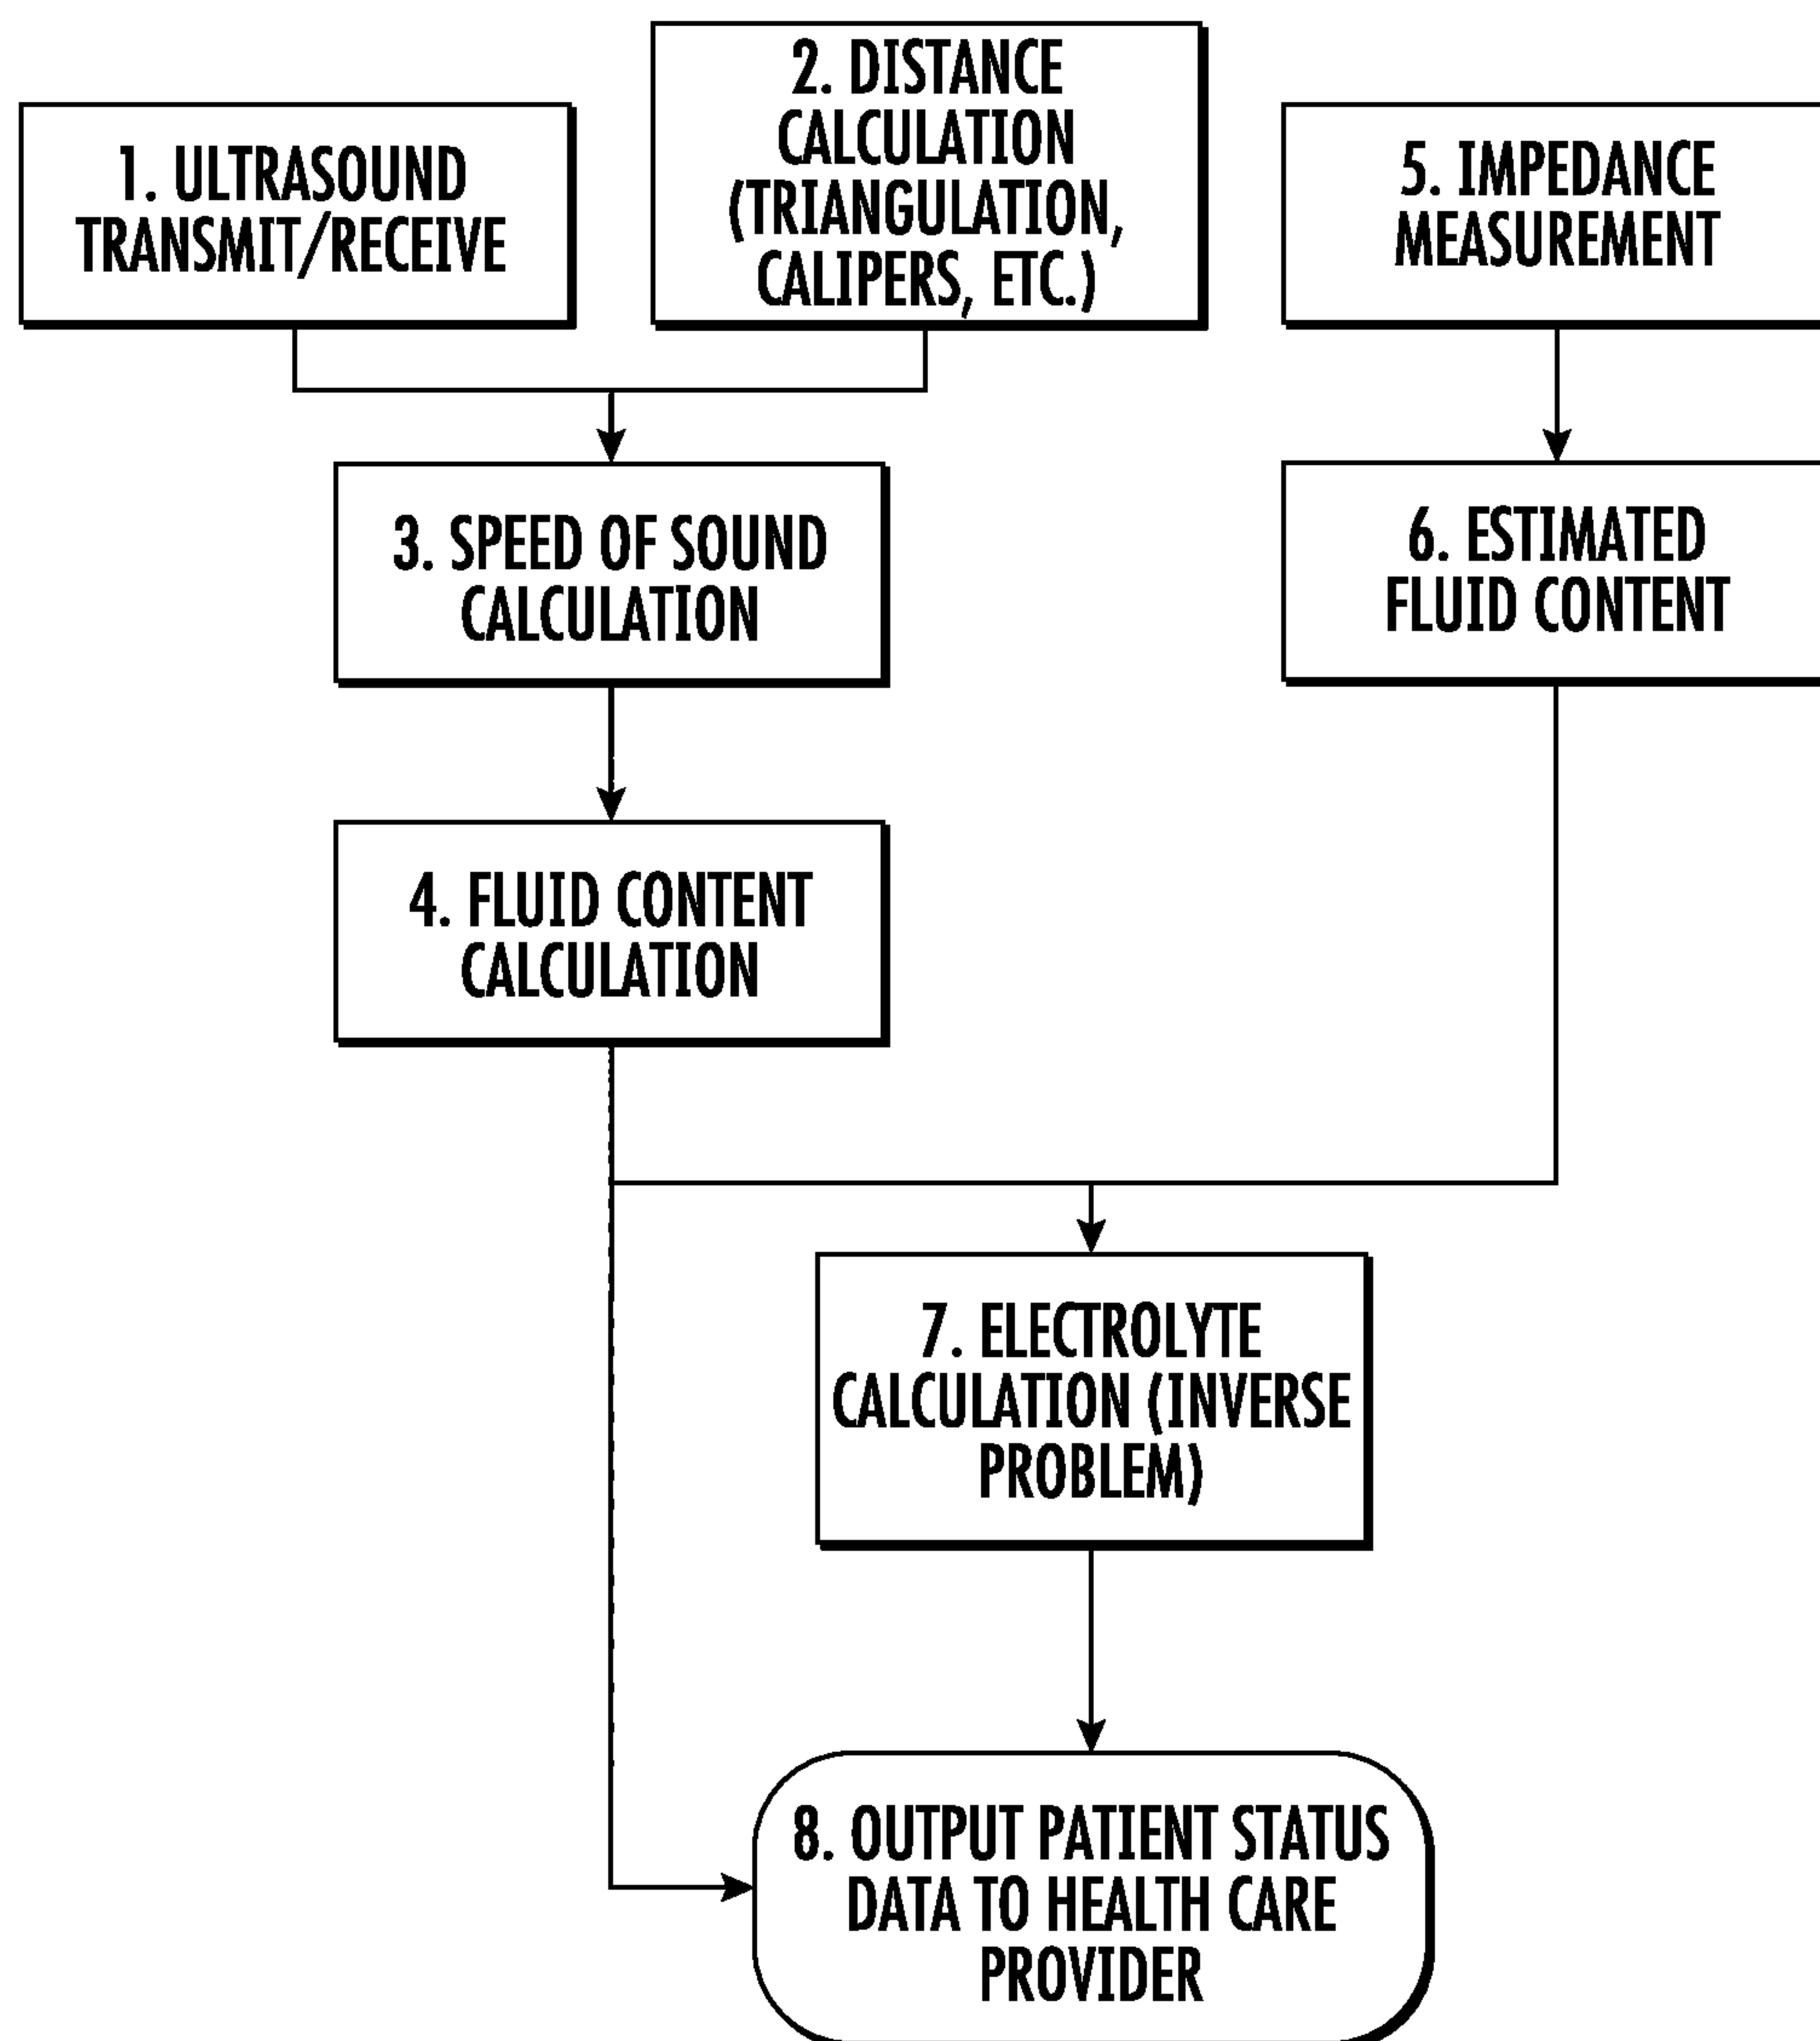 1. ULTRASOUND
TRANSMIT/RECEIVE
2. DISTANCE
CALCULATION
(TRIANGULATION,
CALIPERS, ETC.)
5. IMPEDANCE
MEASUREMENT
3. SPEED OF SOUND
CALCULATION
6. ESTIMATED
FLUID CONTENT
4. FLUID CONTENT
CALCULATION
7. ELECTROLYTE
CALCULATION (INVERSE
PROBLEM)
8. OUTPUT PATIENT STATUS
DATA TO HEALTH CARE
PROVIDER